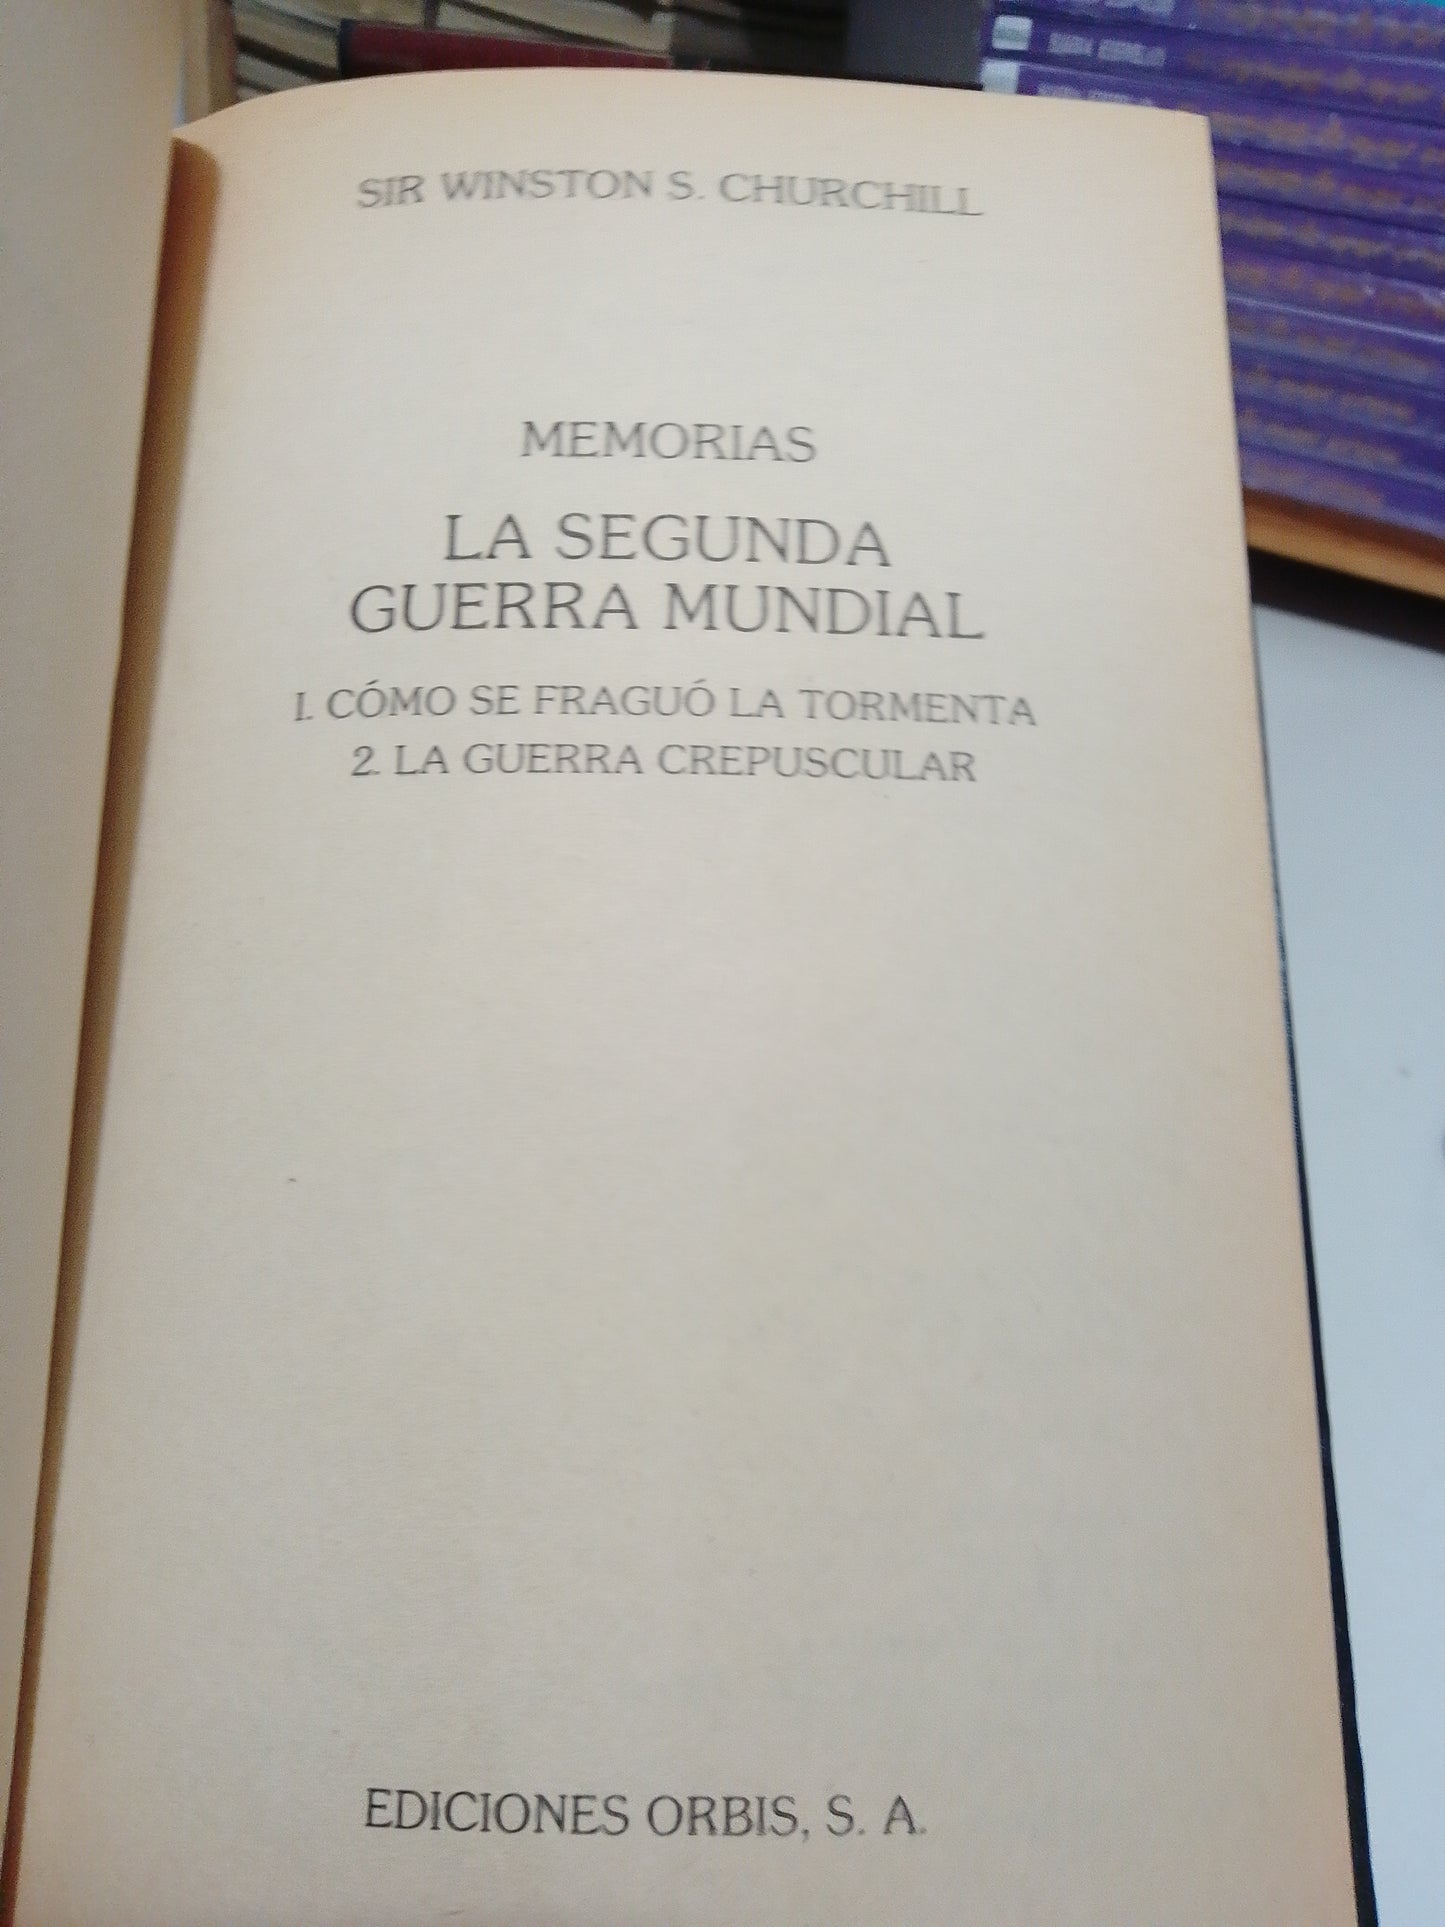 SIR WINSTON S. CHURCHILL
MEMORIAS
LA SEGUNDA
GUERRA MUNDIAL
1. CÓMO SE FRAGUÓ LA TORMENTA
2. LA GUERRA CREPUSCULAR
EDICIONES ORBIS, S. A.